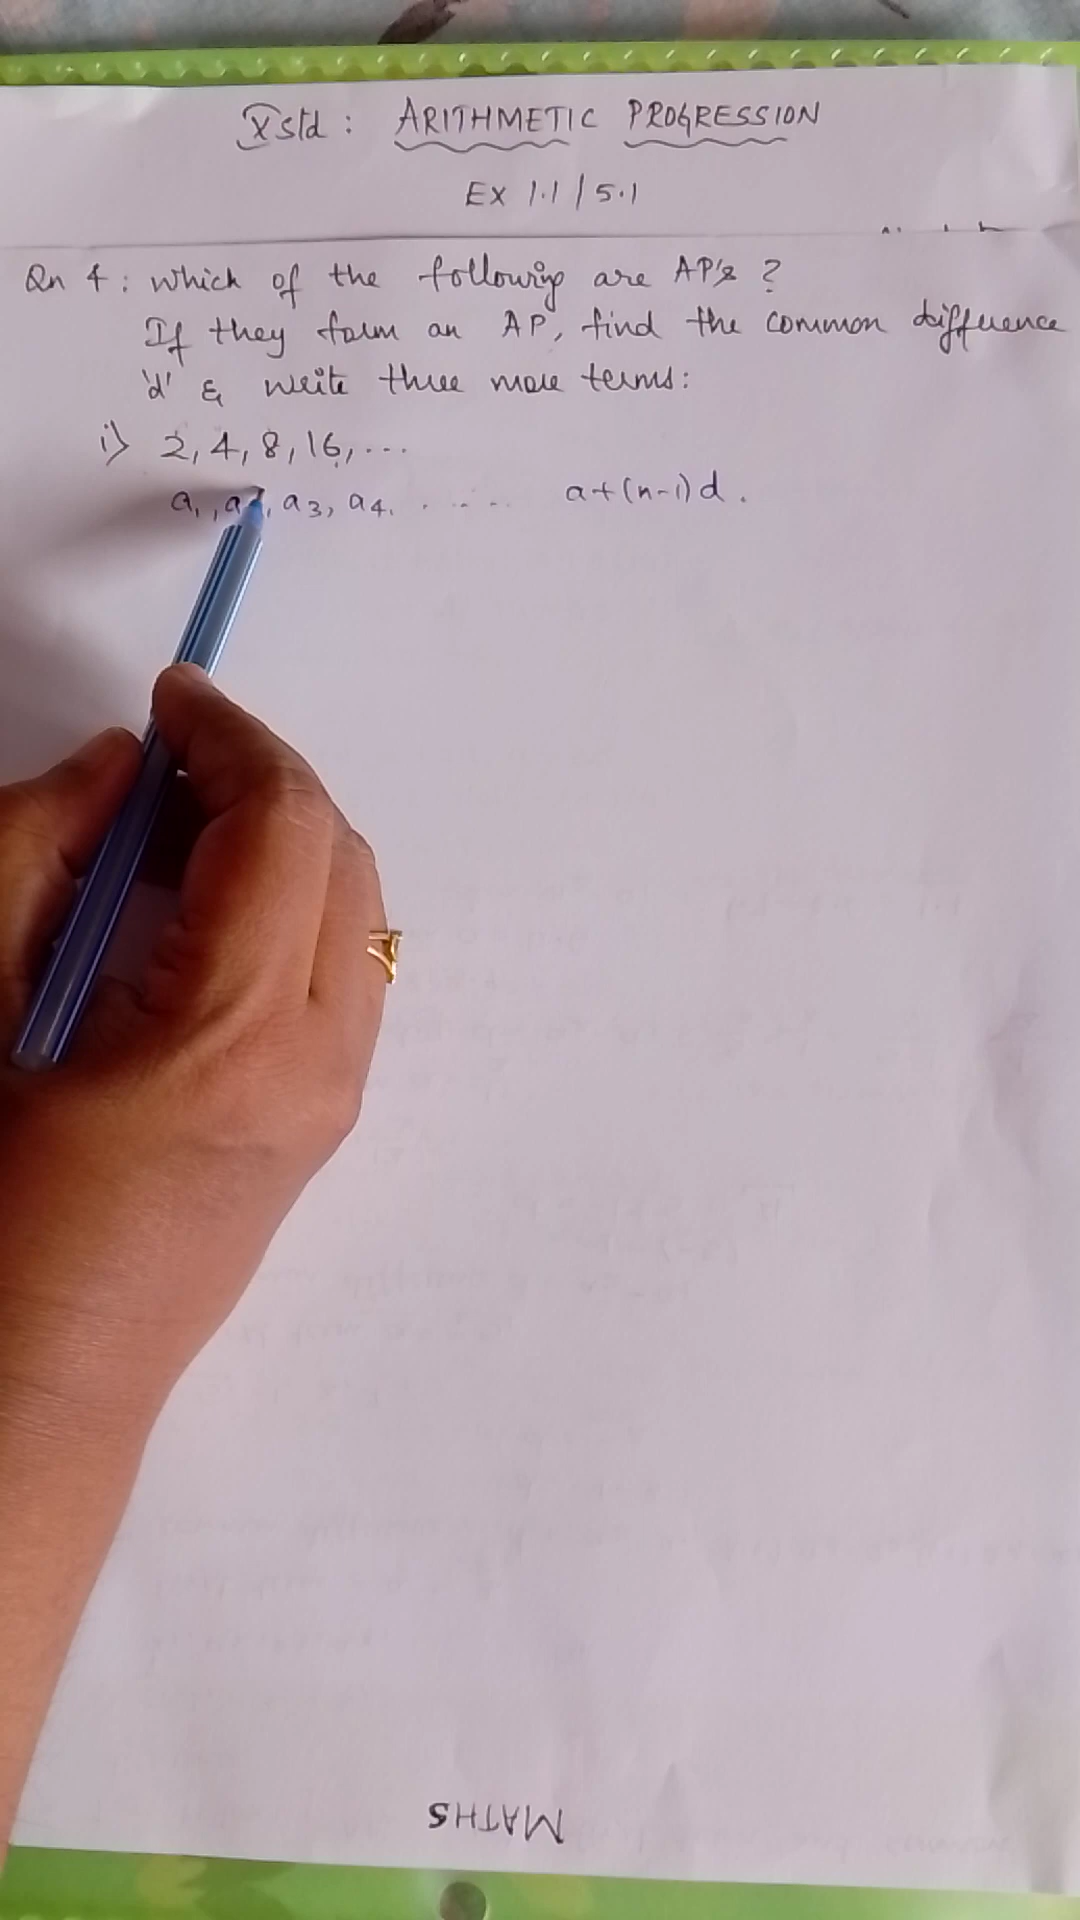 X std : ARITHMETIC PROGRESSION
Ex 1.1 / 5.1
Qn 4 : Which of the following are AP's ?
If they form an AP, find the common difference
'd' & write three more terms:
i) 2, 4, 8, 16, ...
a1, a2, a3, a4, ..... a+(n-1)d.
MATHS